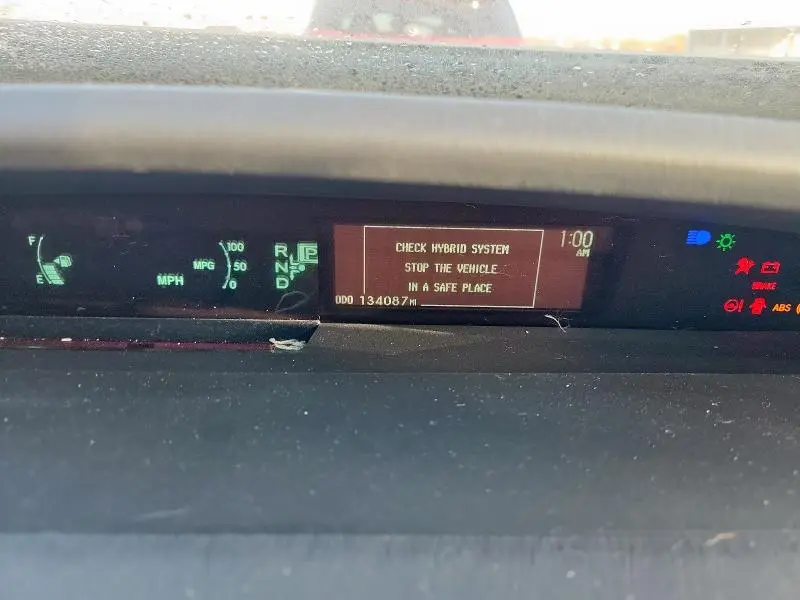 F
E
MPH
MPG
100
50
0
R
N
D
P
CHECK HYBRID SYSTEM
STOP THE VEHICLE
IN A SAFE PLACE
1:00
AM
ODO 134087 MI
BRAKE
ABS